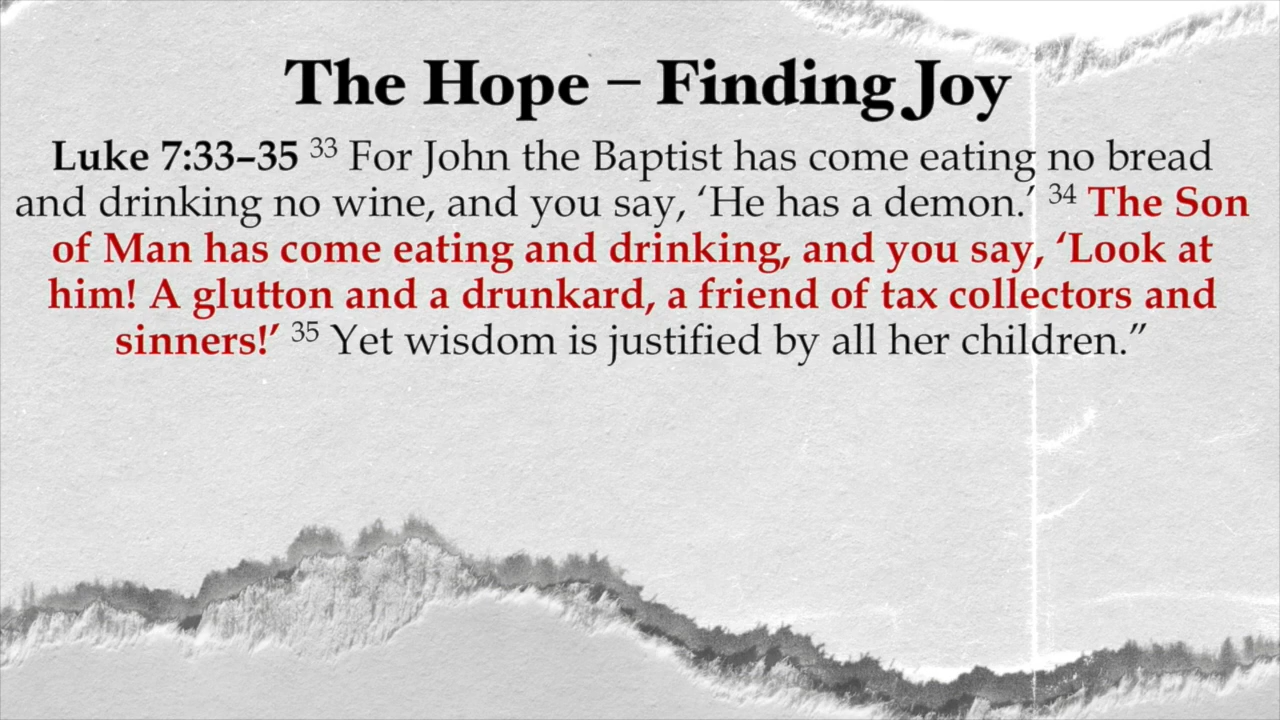 The Hope – Finding Joy
Luke 7:33–35 ³³ For John the Baptist has come eating no bread
and drinking no wine, and you say, ‘He has a demon.’ ³⁴ The Son
of Man has come eating and drinking, and you say, ‘Look at
him! A glutton and a drunkard, a friend of tax collectors and
sinners!’ ³⁵ Yet wisdom is justified by all her children.”